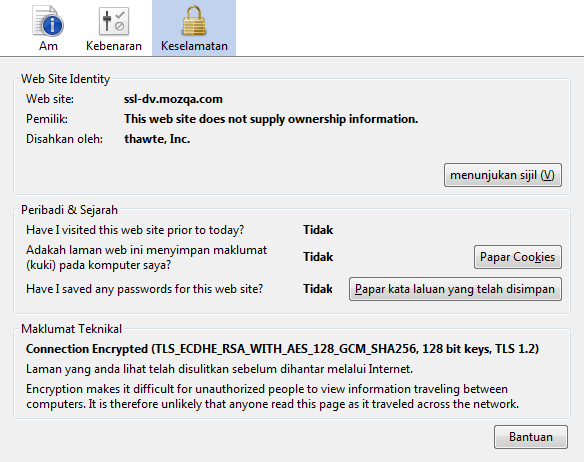 Am Kebenaran Keselamatan
Web Site Identity
Web site: ssl-dv.mozqa.com
Pemilik: This web site does not supply ownership information.
Disahkan oleh: thawte, Inc.
menunjukan sijil (V)
Peribadi & Sejarah
Have I visited this web site prior to today? Tidak
Adakah laman web ini menyimpan maklumat
(kuki) pada komputer saya? Tidak Papar Cookies
Have I saved any passwords for this web site? Tidak Papar kata laluan yang telah disimpan
Maklumat Teknikal
Connection Encrypted (TLS_ECDHE_RSA_WITH_AES_128_GCM_SHA256, 128 bit keys, TLS 1.2)
Laman yang anda lihat telah disulitkan sebelum dihantar melalui Internet.
Encryption makes it difficult for unauthorized people to view information traveling between
computers. It is therefore unlikely that anyone read this page as it traveled across the network.
Bantuan